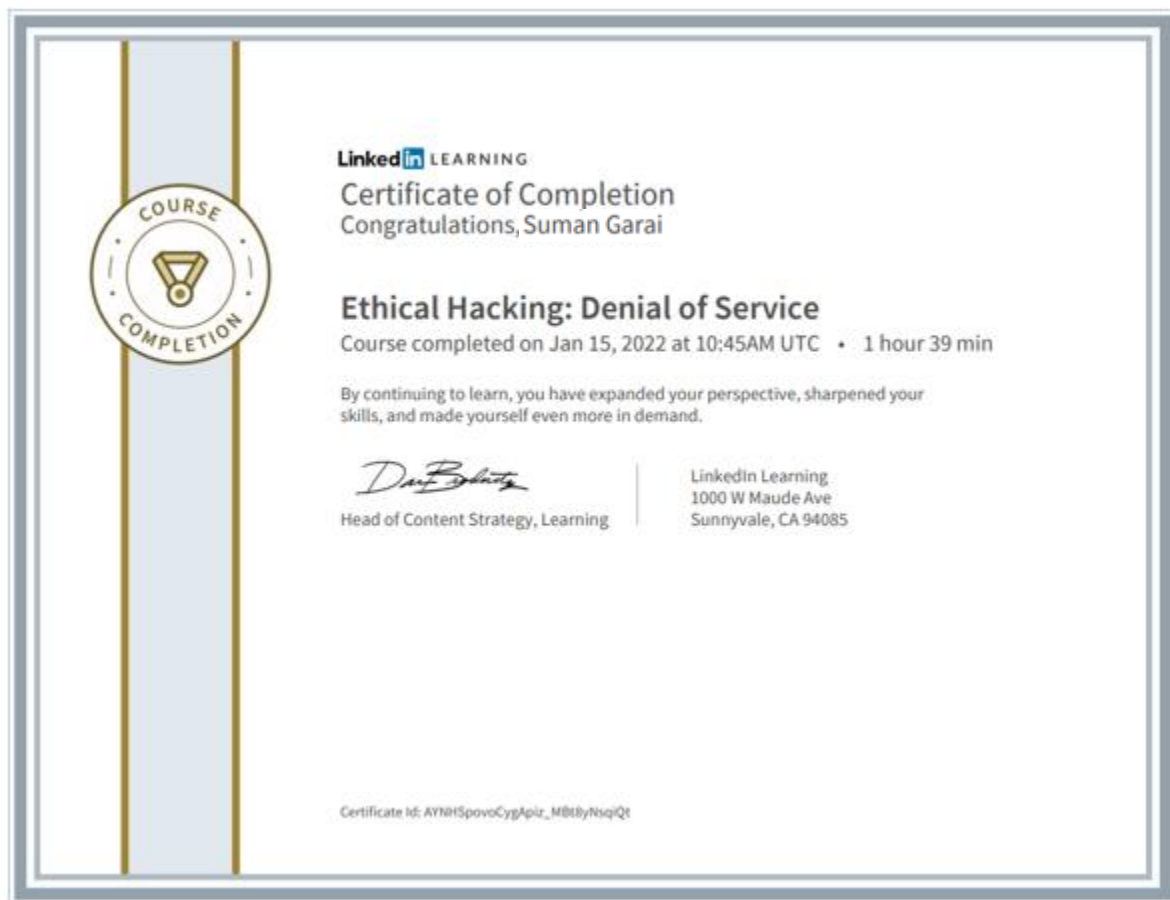 COURSE
COMPLETION
Linked in LEARNING
Certificate of Completion
Congratulations, Suman Garai
Ethical Hacking: Denial of Service
Course completed on Jan 15, 2022 at 10:45AM UTC • 1 hour 39 min
By continuing to learn, you have expanded your perspective, sharpened your
skills, and made yourself even more in demand.
Head of Content Strategy, Learning
LinkedIn Learning
1000 W Maude Ave
Sunnyvale, CA 94085
Certificate Id: